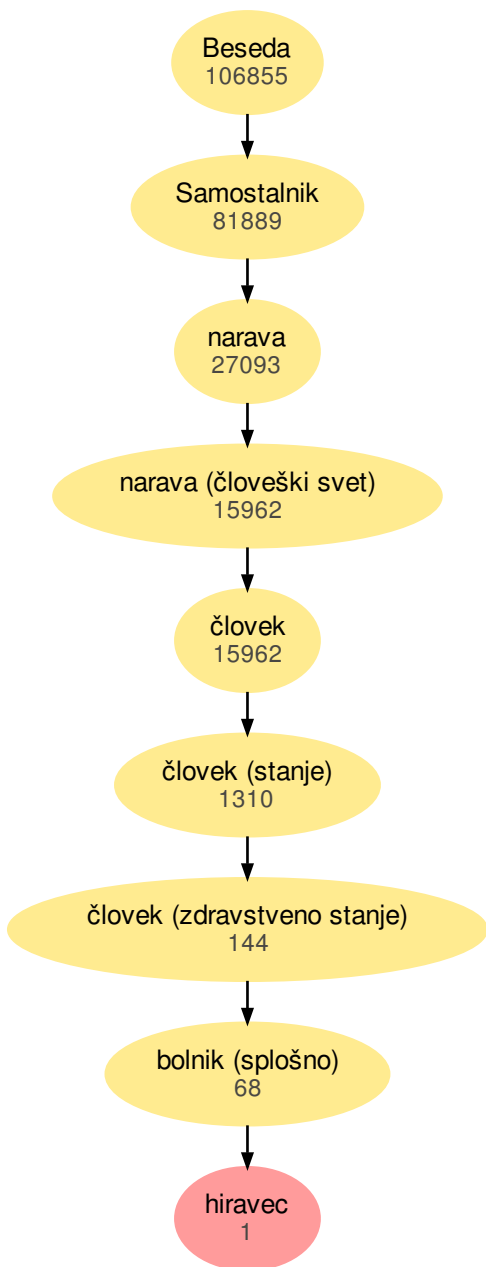 Beseda
106855
Samostalnik
81889
narava
27093
narava (človeški svet)
15962
človek
15962
človek (stanje)
1310
človek (zdravstveno stanje)
144
bolnik (splošno)
68
hiravec
1